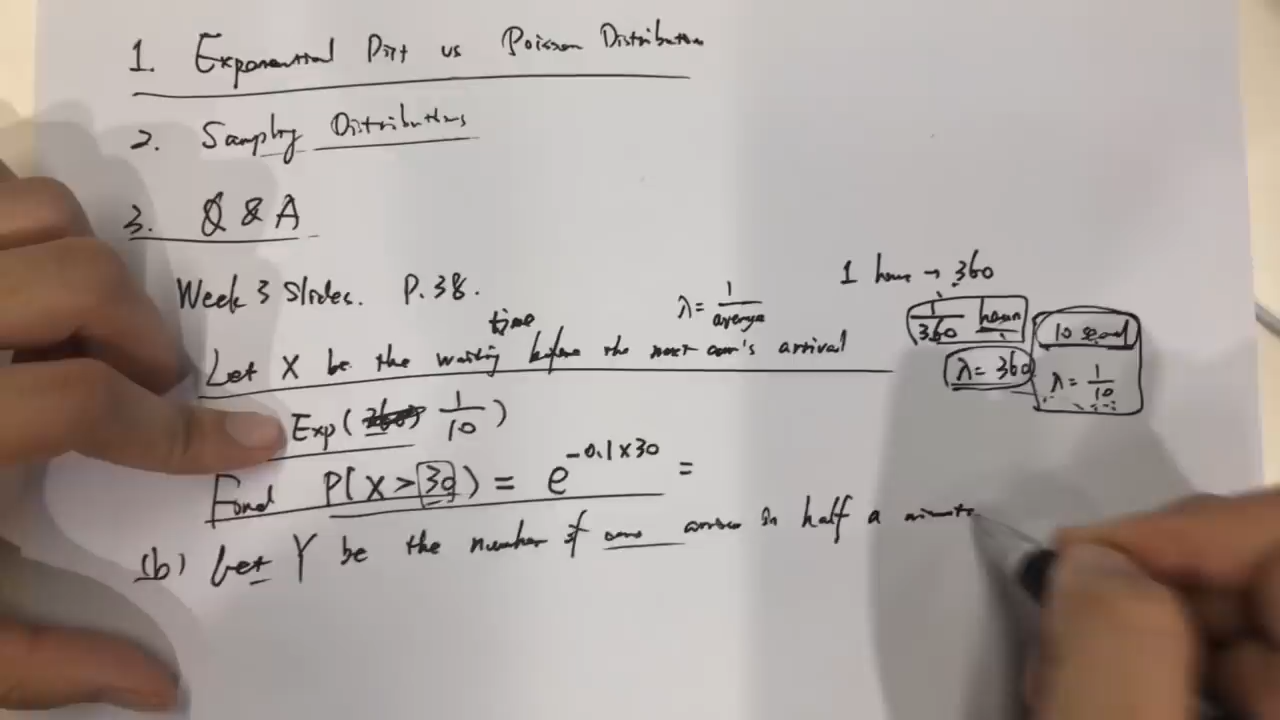 1. Exponential Dist vs Poisson Distribution
2. Sampling Distributions
3. Q & A
Week 3 Slides. P.38.
λ = 1/average
1 hour → 360
1/360 hour
λ = 360
10 second
λ = 1/10
Let X be the waiting time before the next car's arrival
Exp( 1/10 )
Find P(X > 30) = e^{-0.1×30} =
(b) Let Y be the number of cars arrives in half a minute